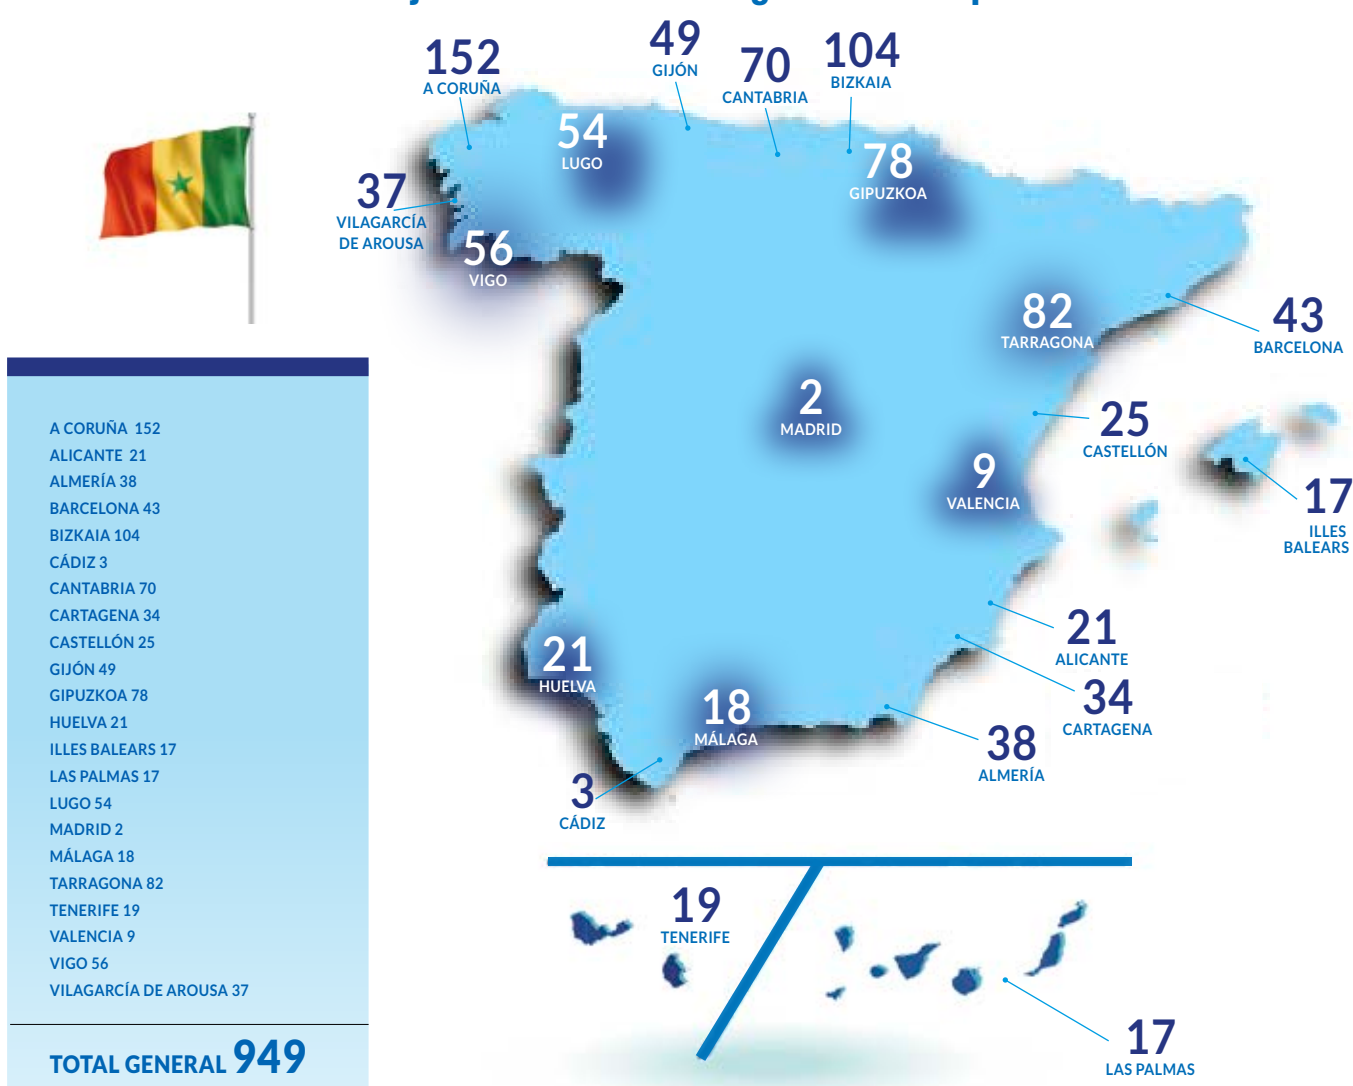 152
A CORUÑA
49
GIJÓN
70
CANTABRIA
104
BIZKAIA
54
LUGO
78
GIPUZKOA
37
VILAGARCÍA
DE AROUSA
56
VIGO
82
TARRAGONA
43
BARCELONA
2
MADRID
25
CASTELLÓN
9
VALENCIA
17
ILLES
BALEARS
21
ALICANTE
34
CARTAGENA
21
HUELVA
18
MÁLAGA
38
ALMERÍA
3
CÁDIZ
19
TENERIFE
17
LAS PALMAS
A CORUÑA 152
ALICANTE 21
ALMERÍA 38
BARCELONA 43
BIZKAIA 104
CÁDIZ 3
CANTABRIA 70
CARTAGENA 34
CASTELLÓN 25
GIJÓN 49
GIPUZKOA 78
HUELVA 21
ILLES BALEARS 17
LAS PALMAS 17
LUGO 54
MADRID 2
MÁLAGA 18
TARRAGONA 82
TENERIFE 19
VALENCIA 9
VIGO 56
VILAGARCÍA DE AROUSA 37
TOTAL GENERAL 949